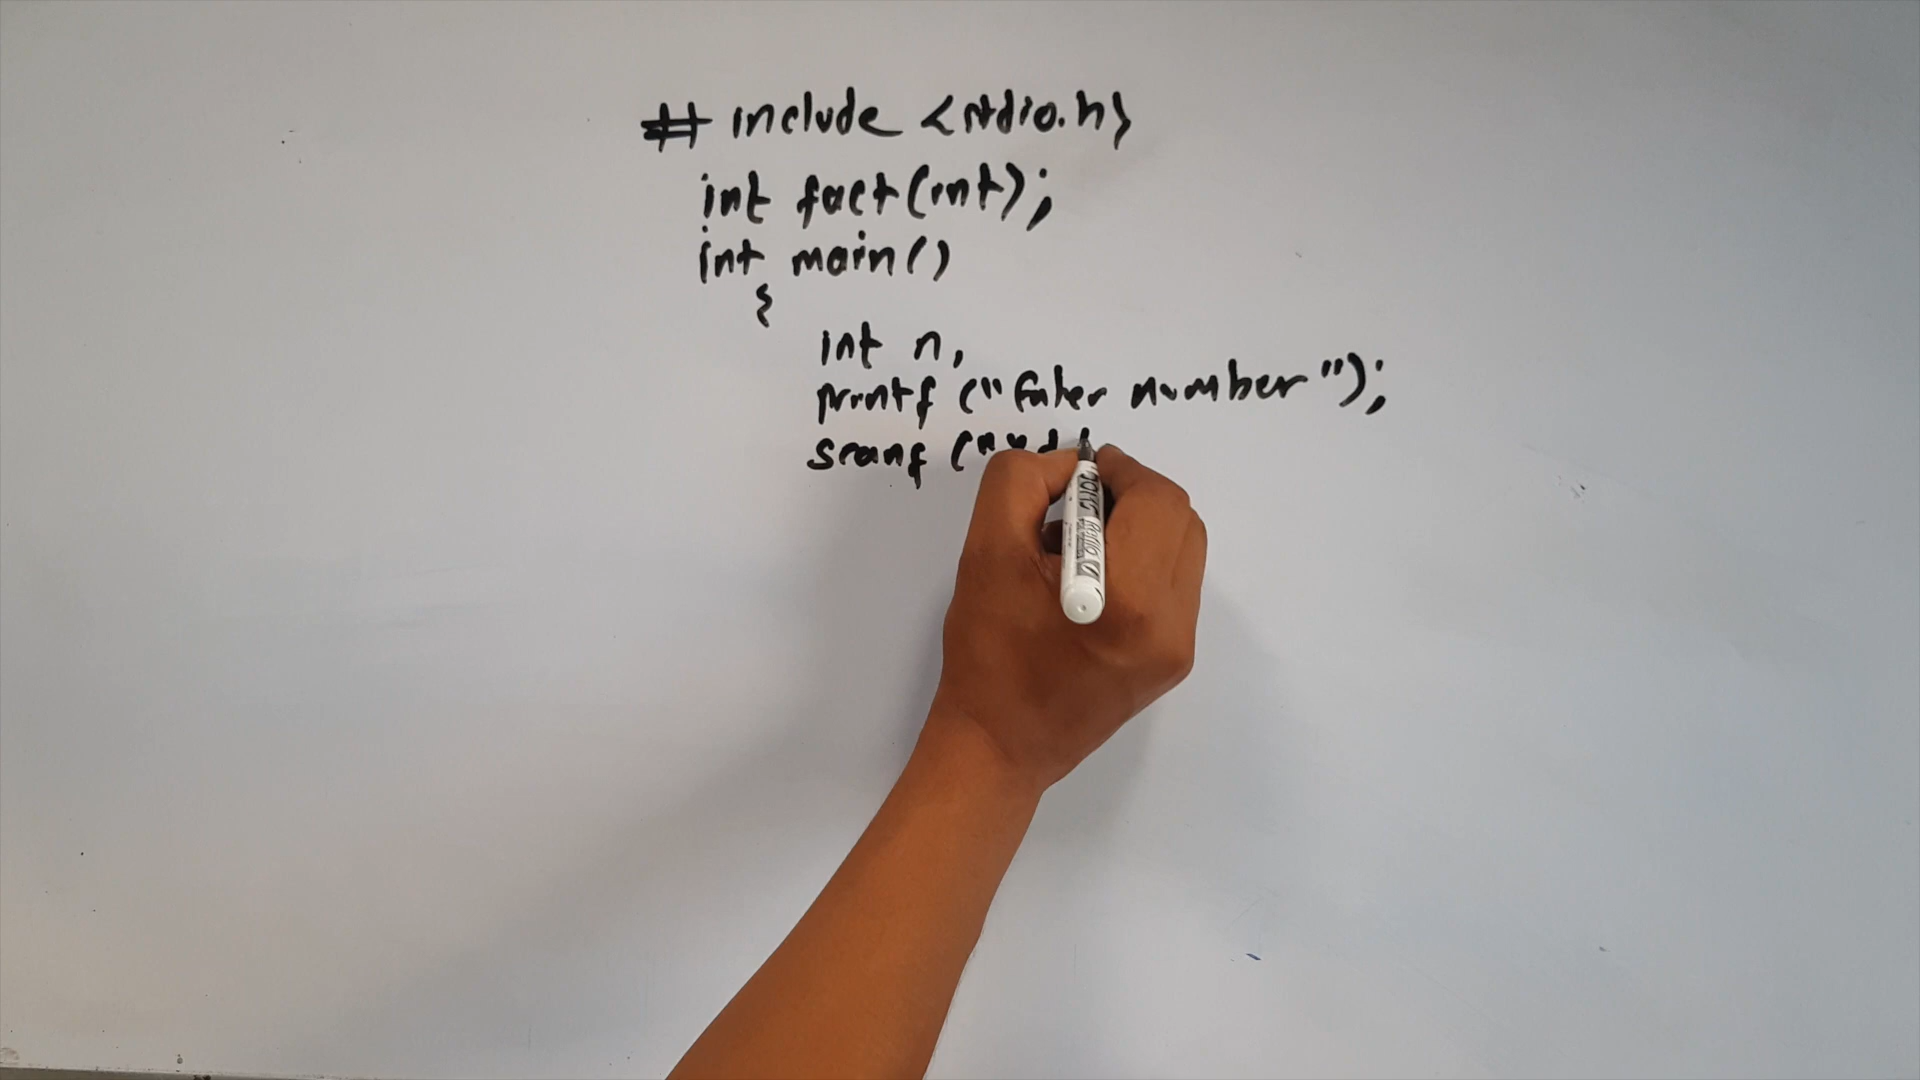 # include <stdio.h>
int fact(int);
int main()
{
int n,
printf ("Enter number");
scanf ("%d